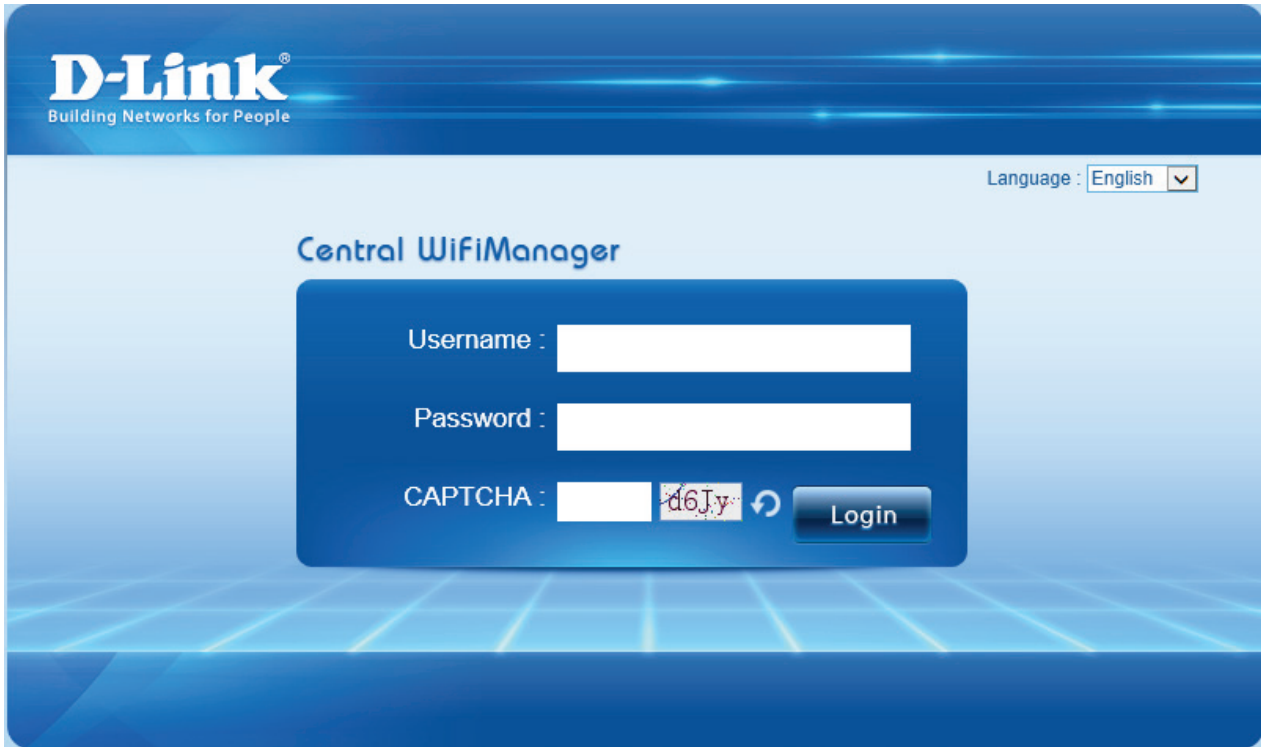 D-Link®
Building Networks for People
Language : English
Central WiFiManager
Username :
Password :
CAPTCHA : d6Jy Login